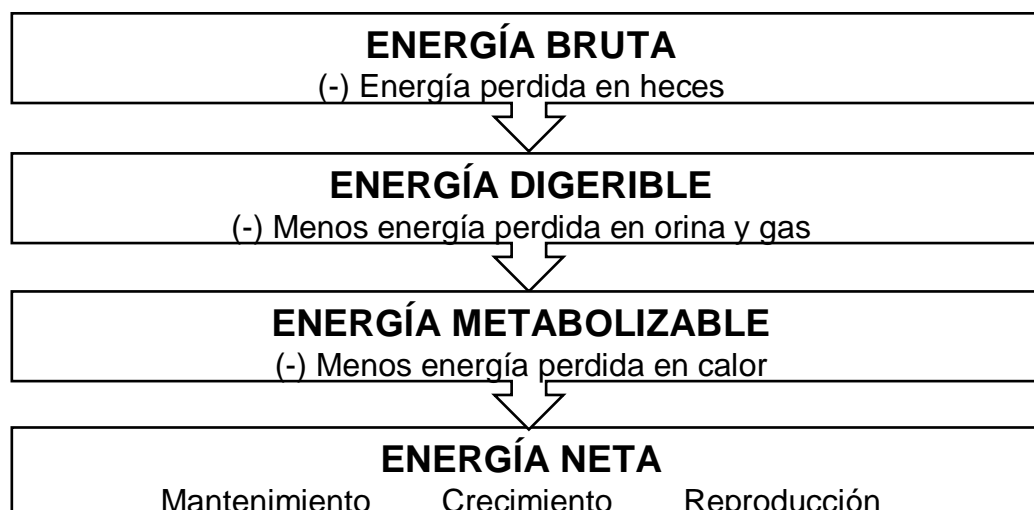 ENERGÍA BRUTA
(-) Energía perdida en heces
ENERGÍA DIGERIBLE
(-) Menos energía perdida en orina y gas
ENERGÍA METABOLIZABLE
(-) Menos energía perdida en calor
ENERGÍA NETA
Mantenimiento Crecimiento Reproducción